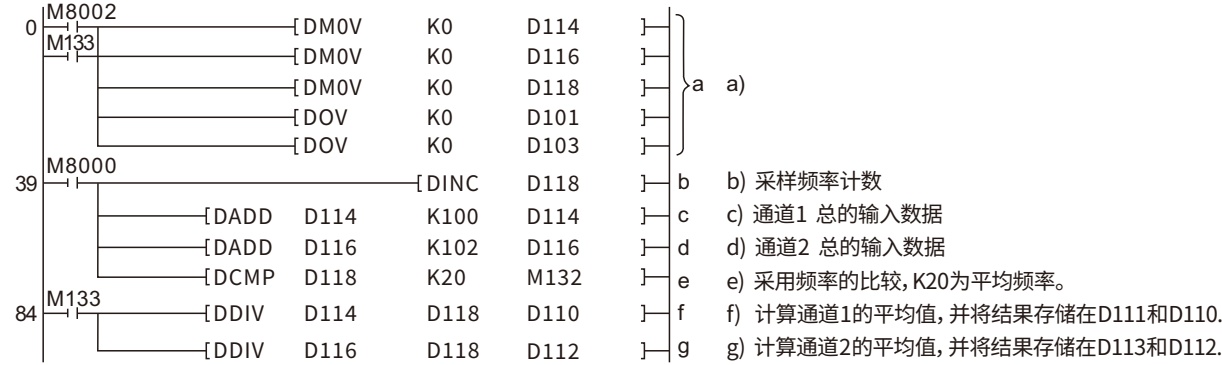 M8002
0 [ DM0V K0 D114 ]
M133
[ DM0V K0 D116 ]
[ DM0V K0 D118 ] a a)
[ DOV K0 D101 ]
[ DOV K0 D103 ]
M8000
39 [ DINC D118 ] b b) 采样频率计数
[ DADD D114 K100 D114 ] c c) 通道1 总的输入数据
[ DADD D116 K102 D116 ] d d) 通道2 总的输入数据
[ DCMP D118 K20 M132 ] e e) 采用频率的比较,K20为平均频率。
M133
84 [ DDIV D114 D118 D110 ] f f) 计算通道1的平均值,并将结果存储在D111和D110.
[ DDIV D116 D118 D112 ] g g) 计算通道2的平均值,并将结果存储在D113和D112.